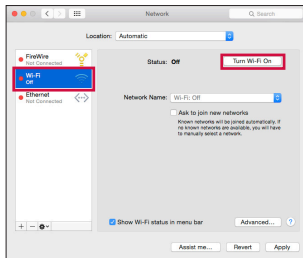 Network
Search
Location: Automatic
FireWire
Not Connected
Wi-Fi
Off
Ethernet
Not Connected
Status: Off
Turn Wi-Fi On
Network Name: Wi-Fi: Off
Ask to join new networks
Known networks will be joined automatically. If
no known networks are available, you will have
to manually select a network.
Show Wi-Fi status in menu bar
Advanced...
?
Assist me...
Revert
Apply